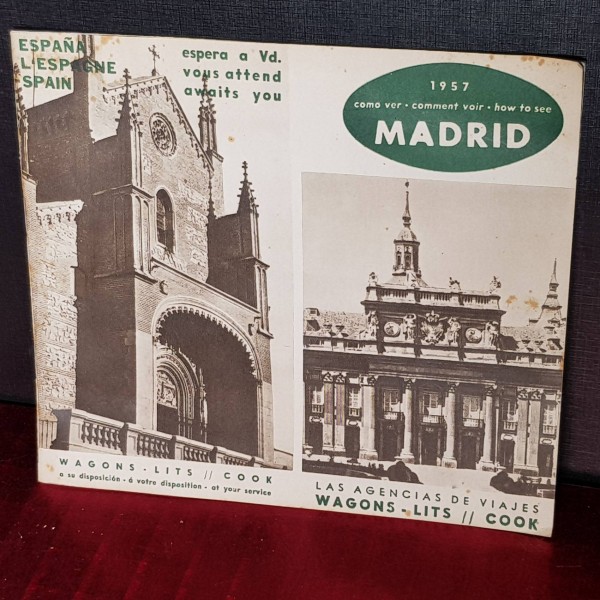 ESPAÑA
L'ESPAGNE
SPAIN
espera a Vd.
vous attend
awaits you
WAGONS - LITS // COOK
a su disposición - á votre disposition - at your service
1957
como ver • comment voir • how to see
MADRID
LAS AGENCIAS DE VIAJES
WAGONS - LITS // COOK